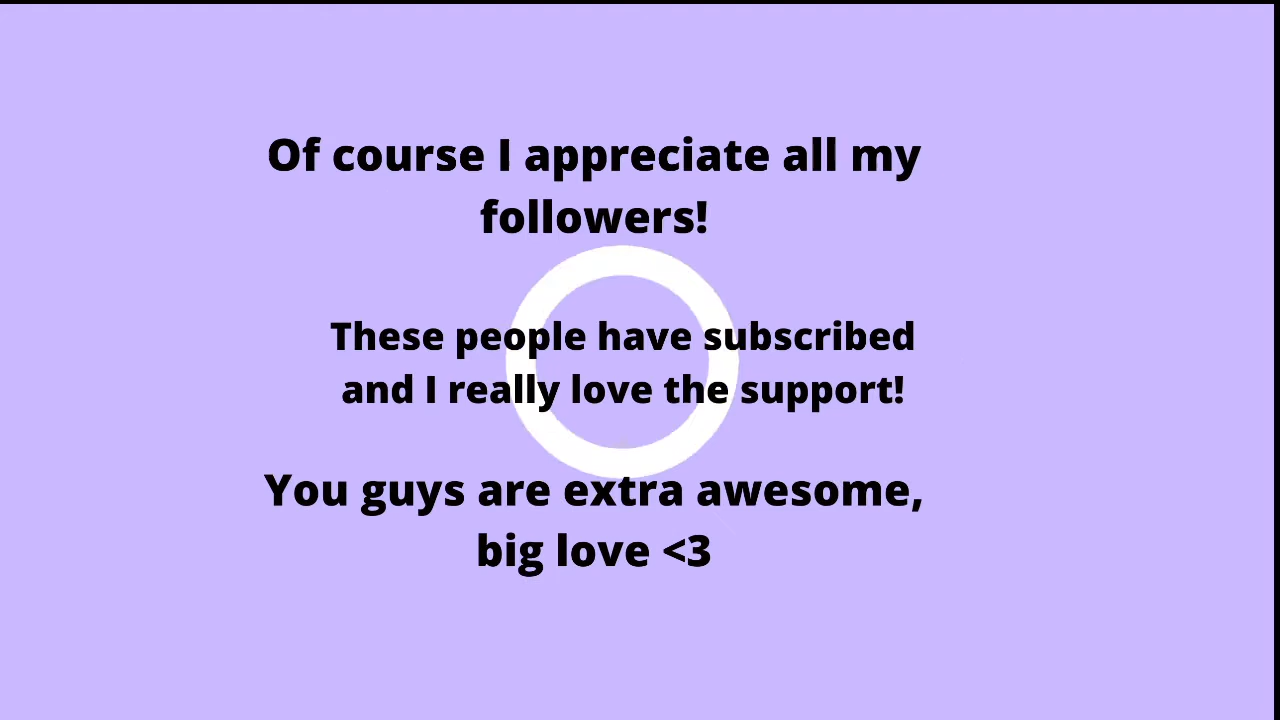 Of course I appreciate all my
followers!
These people have subscribed
and I really love the support!
You guys are extra awesome,
big love <3